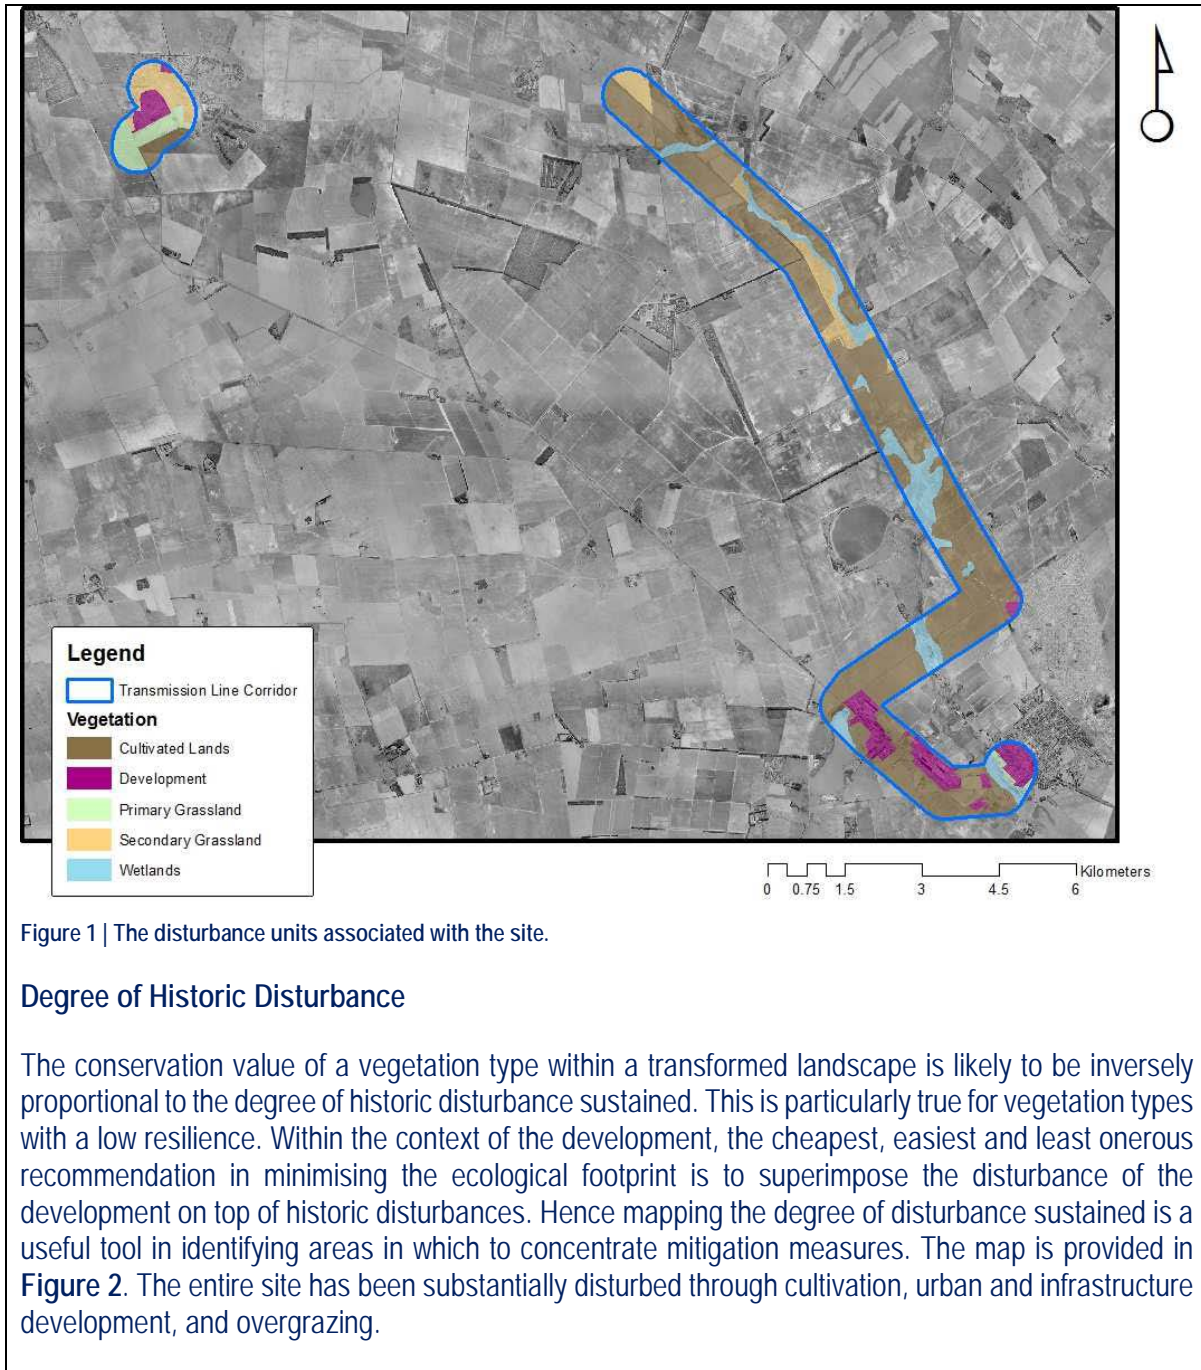 Legend
Transmission Line Corridor
Vegetation
Cultivated Lands
Development
Primary Grassland
Secondary Grassland
Wetlands
Kilometers
0 0.75 1.5 3 4.5 6
Figure 1 | The disturbance units associated with the site.
Degree of Historic Disturbance
The conservation value of a vegetation type within a transformed landscape is likely to be inversely
proportional to the degree of historic disturbance sustained. This is particularly true for vegetation types
with a low resilience. Within the context of the development, the cheapest, easiest and least onerous
recommendation in minimising the ecological footprint is to superimpose the disturbance of the
development on top of historic disturbances. Hence mapping the degree of disturbance sustained is a
useful tool in identifying areas in which to concentrate mitigation measures. The map is provided in
Figure 2. The entire site has been substantially disturbed through cultivation, urban and infrastructure
development, and overgrazing.